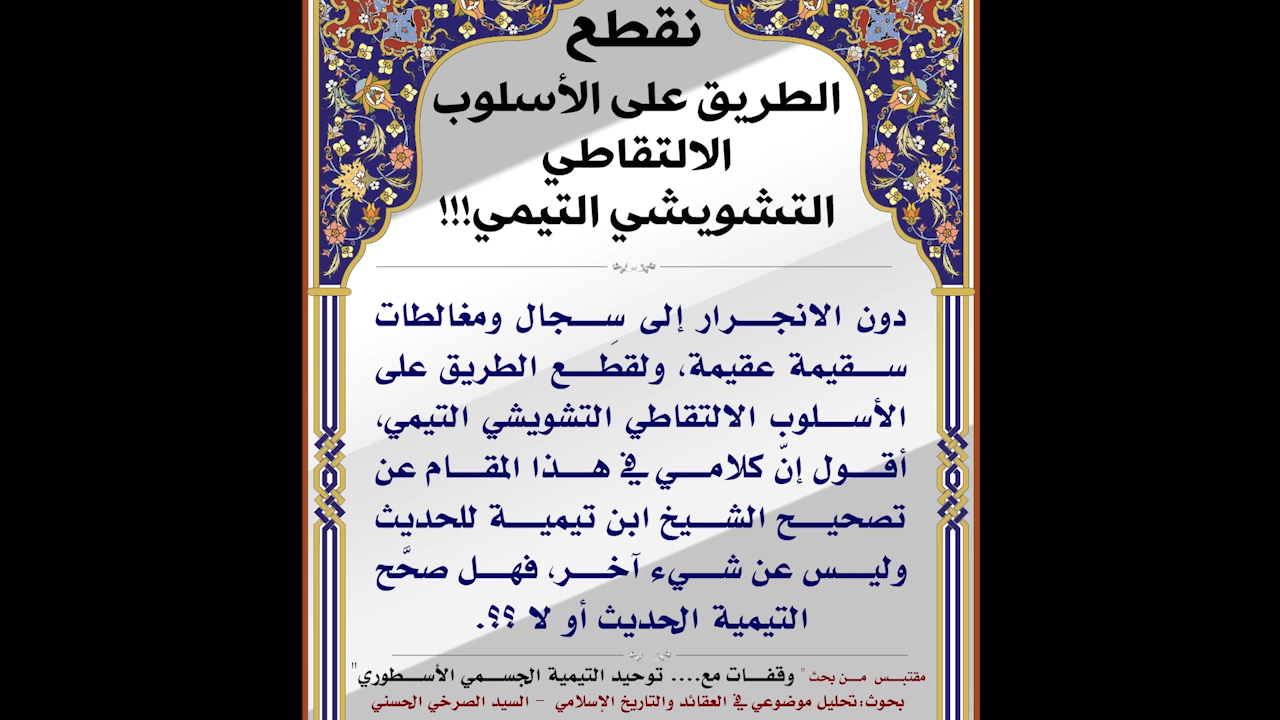 نقطع
الطريق على الأسلوب
الالتقاطي
التشويشي التيمي!!!
دون الانجرار إلى سِجال ومغالطات
سقيمة عقيمة، ولقطع الطريق على
الأسلوب الالتقاطي التشويشي التيمي،
أقول إنّ كلامي في هذا المقام عن
تصحيح الشيخ ابن تيمية للحديث
وليس عن شيء آخر، فهل صحَّح
التيمية الحديث أو لا ؟؟.
مقتبس من بحث " وقفات مع.... توحيد التيمية الجسمي الأسطوري"
بحوث: تحليل موضوعي في العقائد والتاريخ الإسلامي - السيد الصرخي الحسني